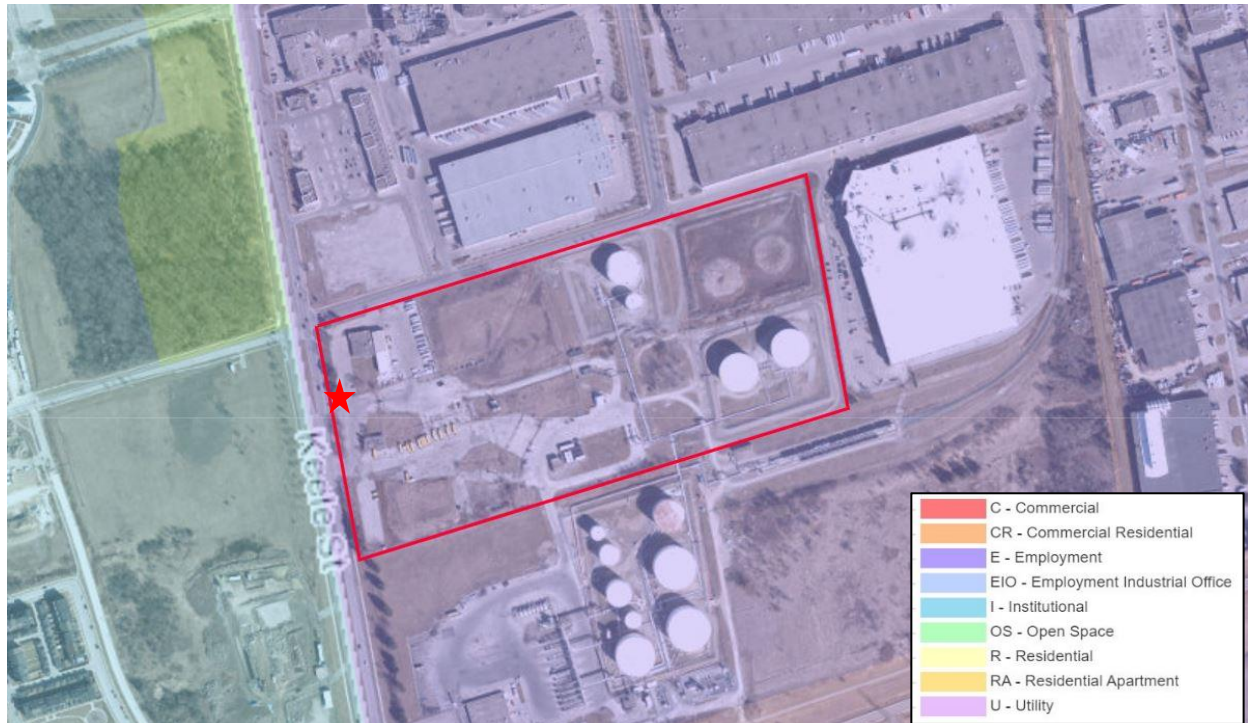 Keele St
C - Commercial
CR - Commercial Residential
E - Employment
EIO - Employment Industrial Office
I - Institutional
OS - Open Space
R - Residential
RA - Residential Apartment
U - Utility